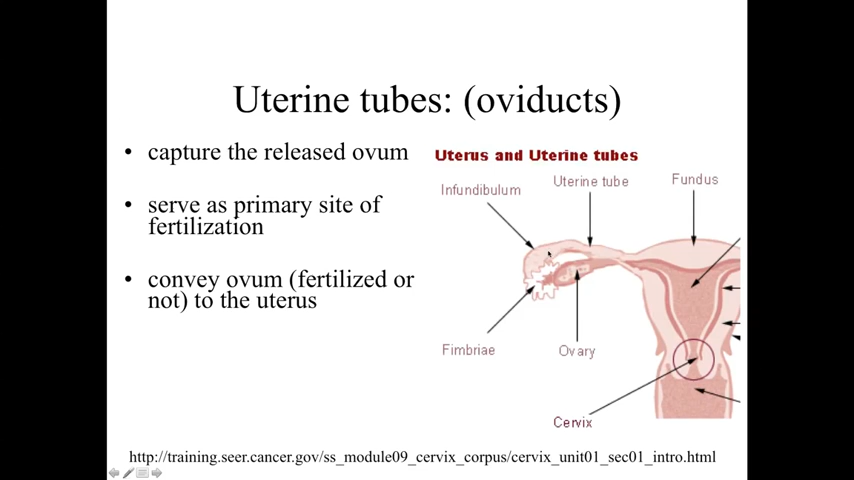 Uterine tubes: (oviducts)
• capture the released ovum
• serve as primary site of
fertilization
• convey ovum (fertilized or
not) to the uterus
Uterus and Uterine tubes
Infundibulum
Uterine tube
Fundus
Fimbriae
Ovary
Cervix
http://training.seer.cancer.gov/ss_module09_cervix_corpus/cervix_unit01_sec01_intro.html